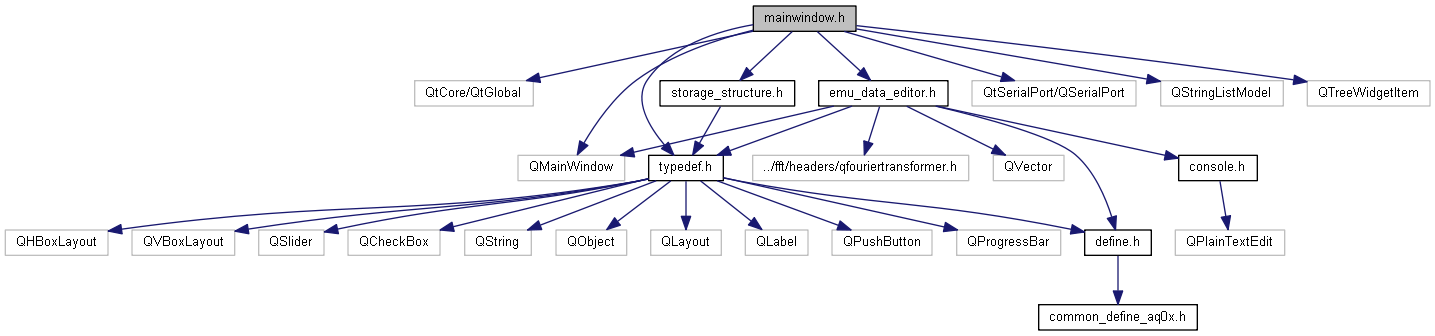 mainwindow.h
QtCore/QtGlobal
storage_structure.h
emu_data_editor.h
QtSerialPort/QSerialPort
QStringListModel
QTreeWidgetItem
QMainWindow
typedef.h
../fft/headers/qfouriertransformer.h
QVector
console.h
QHBoxLayout
QVBoxLayout
QSlider
QCheckBox
QString
QObject
QLayout
QLabel
QPushButton
QProgressBar
define.h
QPlainTextEdit
common_define_aq0x.h